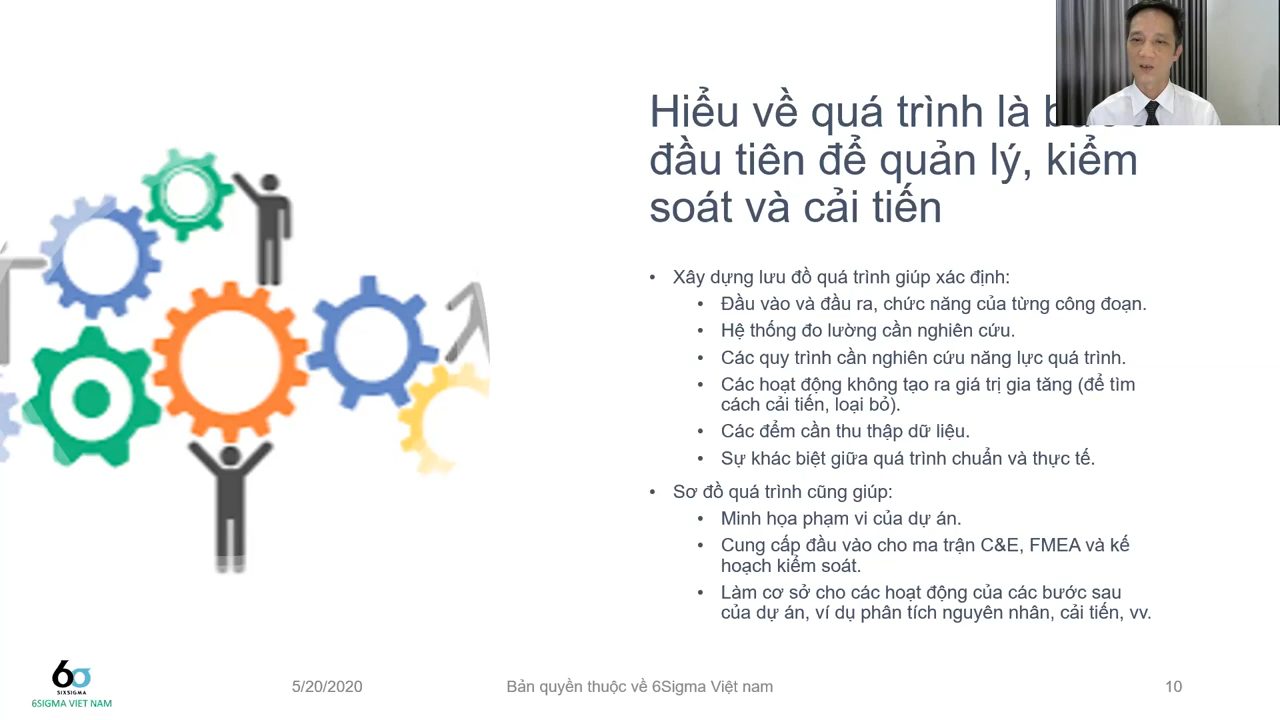 Hiểu về quá trình là
đầu tiên để quản lý, kiểm
soát và cải tiến
• Xây dựng lưu đồ quá trình giúp xác định:
• Đầu vào và đầu ra, chức năng của từng công đoạn.
• Hệ thống đo lường cần nghiên cứu.
• Các quy trình cần nghiên cứu năng lực quá trình.
• Các hoạt động không tạo ra giá trị gia tăng (để tìm
cách cải tiến, loại bỏ).
• Các đểm cần thu thập dữ liệu.
• Sự khác biệt giữa quá trình chuẩn và thực tế.
• Sơ đồ quá trình cũng giúp:
• Minh họa phạm vi của dự án.
• Cung cấp đầu vào cho ma trận C&E, FMEA và kế
hoạch kiểm soát.
• Làm cơ sở cho các hoạt động của các bước sau
của dự án, ví dụ phân tích nguyên nhân, cải tiến, vv.
6σ
SIXSIGMA
6SIGMA VIET NAM
5/20/2020
Bản quyền thuộc về 6Sigma Việt nam
10